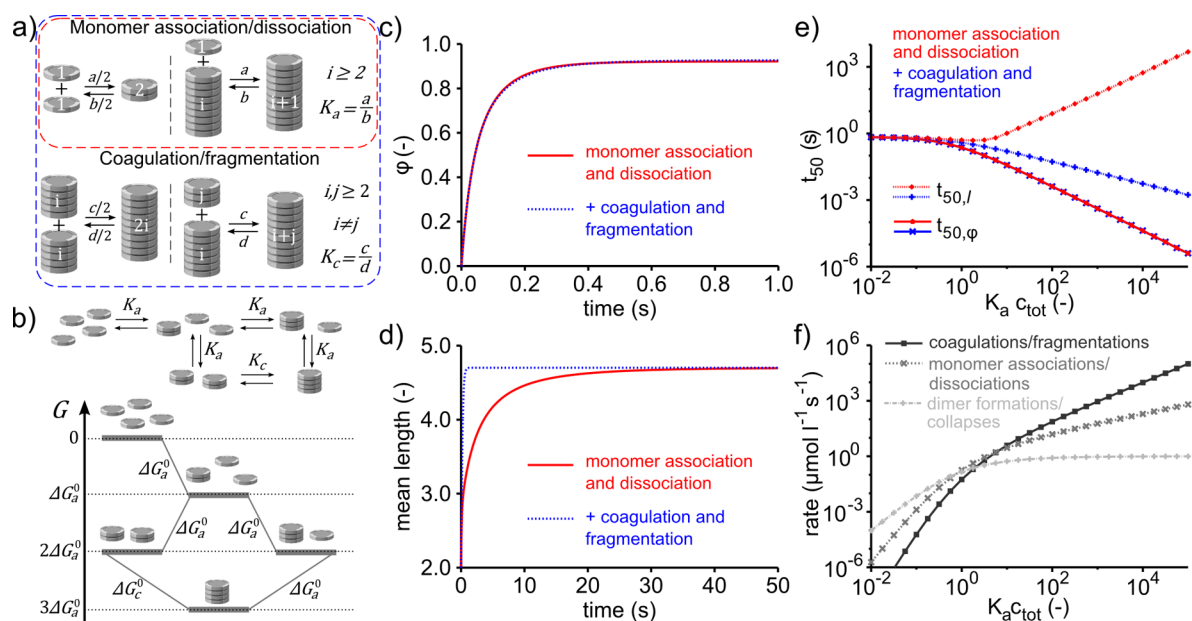 a)
Monomer association/dissociation
1
+
1
a/2
b/2
2
1
+
i
a
b
i+1
i ≥ 2
K_a = a/b
Coagulation/fragmentation
i
+
i
c/2
d/2
2i
j
+
i
c
d
i+j
i,j ≥ 2
i≠j
K_c = c/d
b)
K_a
K_a
K_a
K_c
K_a
G
0
ΔG_a^0
ΔG_a^0
ΔG_a^0
ΔG_a^0
2ΔG_a^0
ΔG_c^0
ΔG_a^0
3ΔG_a^0
c)
1.0
0.8
0.6
0.4
0.2
0.0
φ (-)
monomer association
and dissociation
+ coagulation and
fragmentation
0.0 0.2 0.4 0.6 0.8 1.0
time (s)
d)
5.0
4.0
3.0
2.0
mean length (-)
monomer association
and dissociation
+ coagulation and
fragmentation
0 10 20 30 40 50
time (s)
e)
monomer association
and dissociation
+ coagulation and
fragmentation
10^3
10^0
10^-3
10^-6
t_50 (s)
t_50,l
t_50,φ
10^-2 10^0 10^2 10^4
K_a c_tot (-)
f)
10^6
10^3
10^0
10^-3
10^-6
rate (μmol l^-1 s^-1)
coagulations/fragmentations
monomer associations/
dissociations
dimer formations/
collapses
10^-2 10^0 10^2 10^4
K_a c_tot (-)